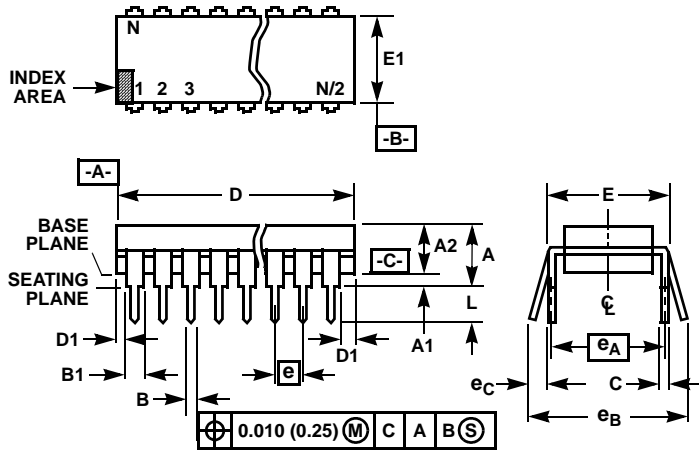 N
E1
INDEX
AREA
1 2 3 N/2
-B-
-A-
D
E
BASE
PLANE
A2
A
-C-
SEATING
PLANE
L
C L
D1
A1
D1
eA
B1
e
eC
C
B
eB
0.010 (0.25) M C A B S